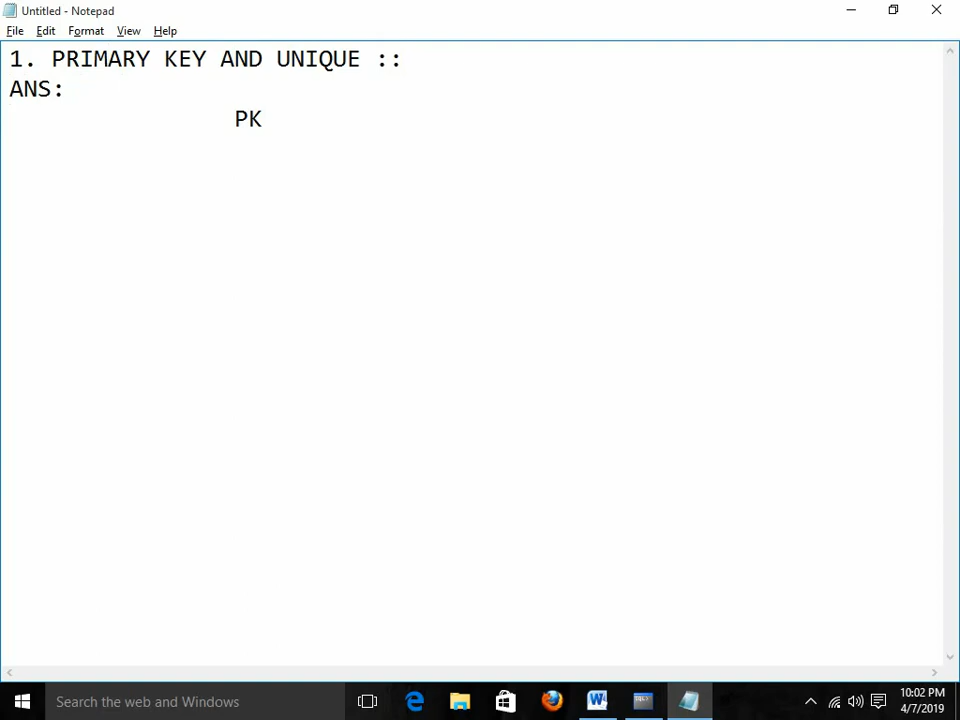 Untitled - Notepad
File Edit Format View Help
1. PRIMARY KEY AND UNIQUE ::
ANS:
PK
Search the web and Windows
10:02 PM
4/7/2019